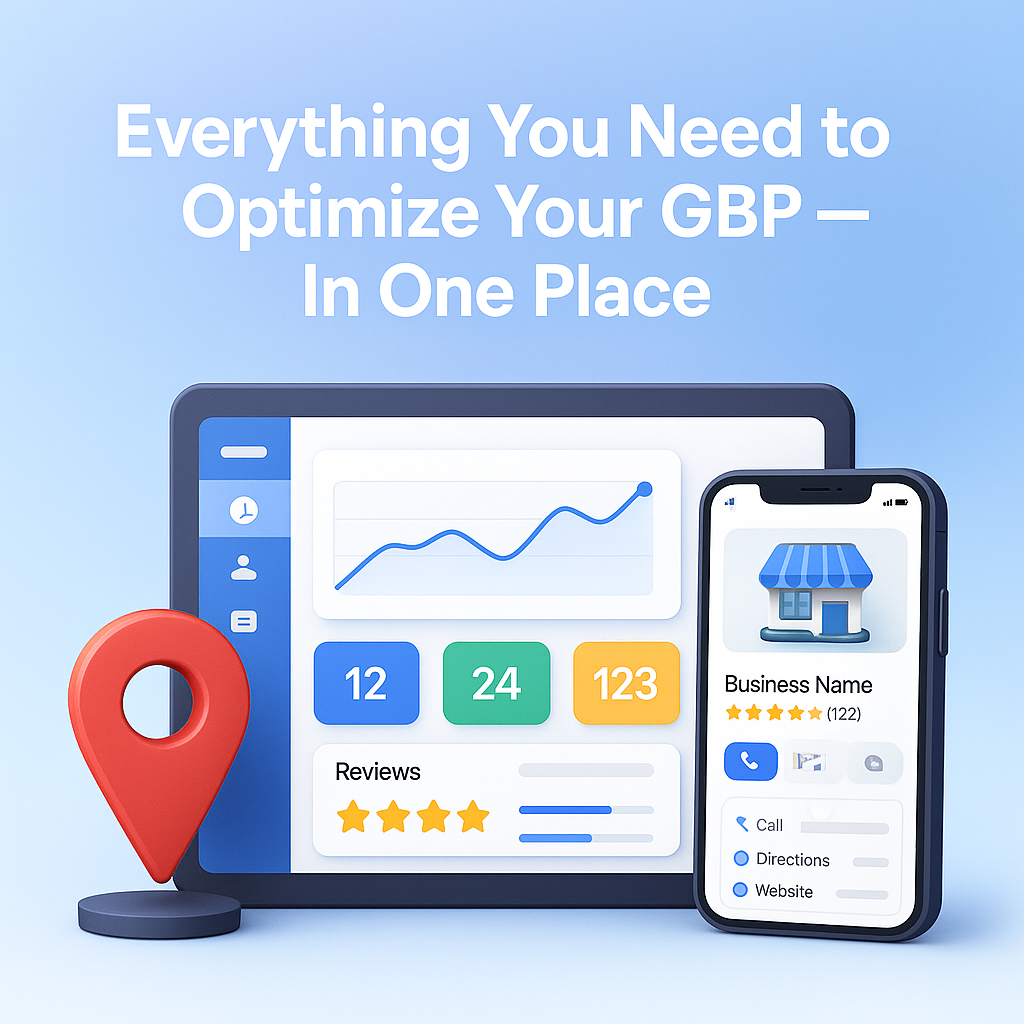 Everything You Need to
Optimize Your GBP —
In One Place
12
24
123
Reviews
Business Name
(122)
Call
Directions
Website